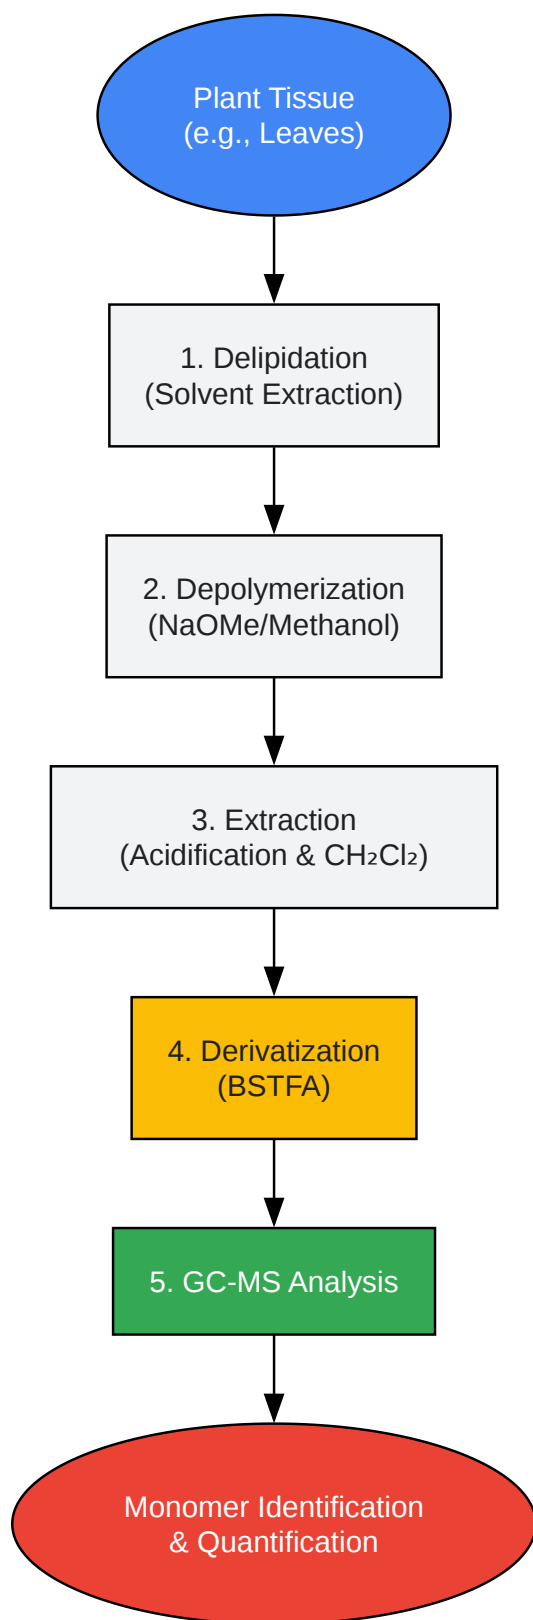 Plant Tissue
(e.g., Leaves)
1. Delipidation
(Solvent Extraction)
2. Depolymerization
(NaOMe/Methanol)
3. Extraction
(Acidification & CH₂Cl₂)
4. Derivatization
(BSTFA)
5. GC-MS Analysis
Monomer Identification
& Quantification